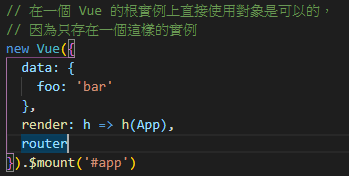 // 在一個 Vue 的根實例上直接使用對象是可以的，
// 因為只存在一個這樣的實例
new Vue({
  data: {
    foo: 'bar'
  },
  render: h => h(App),
  router
}).$mount('#app')